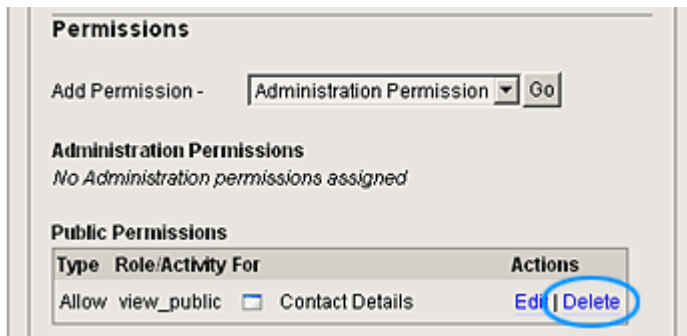 Permissions
Add Permission - Administration Permission Go
Administration Permissions
No Administration permissions assigned
Public Permissions
Type Role/Activity For Actions
Allow view_public Contact Details Edit | Delete